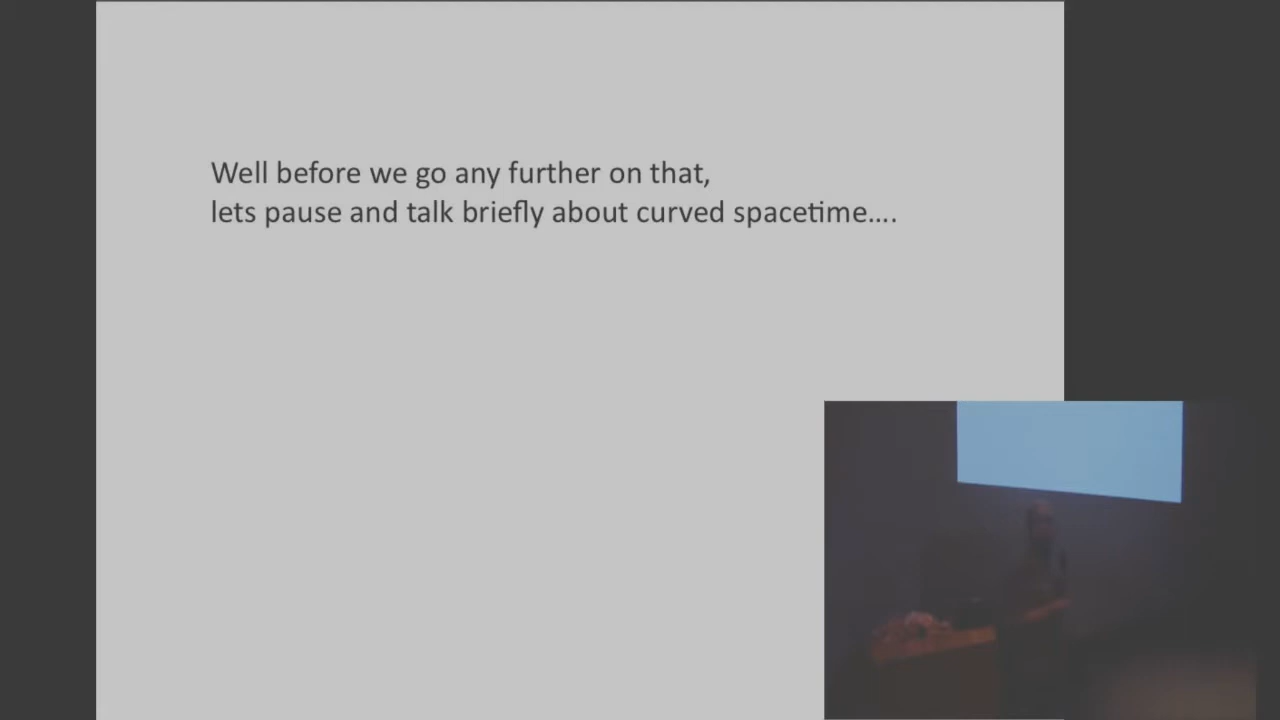 Well before we go any further on that,
lets pause and talk briefly about curved spacetime....